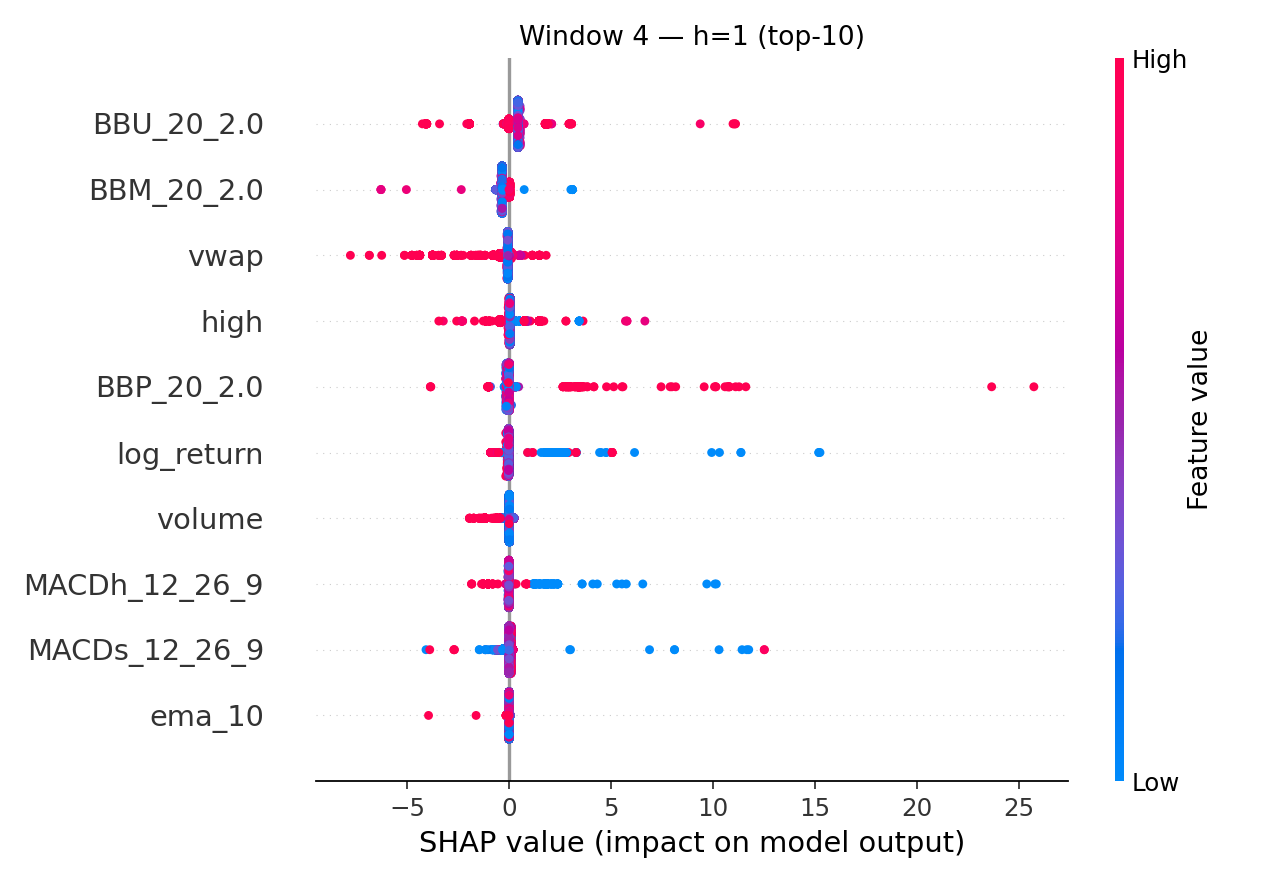 Window 4 — h=1 (top-10)
High
BBU_20_2.0
BBM_20_2.0
vwap
high
BBP_20_2.0
log_return
volume
MACDh_12_26_9
MACDs_12_26_9
ema_10
Feature value
Low
−5 0 5 10 15 20 25
SHAP value (impact on model output)